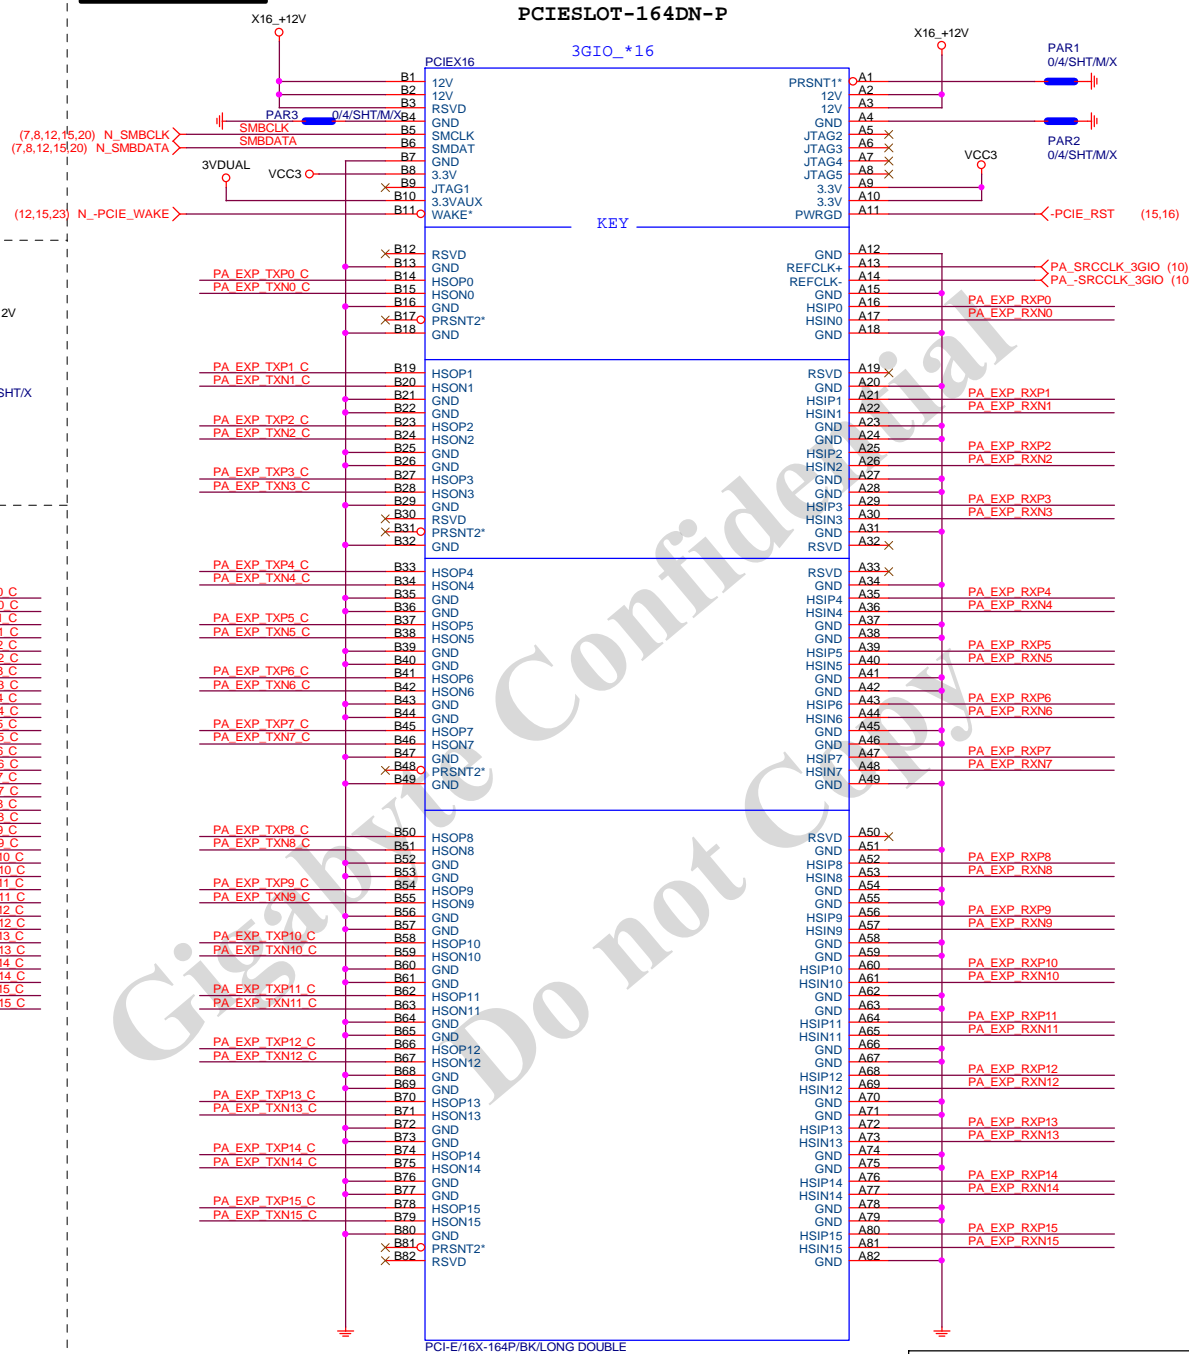 PCIESLOT-164DN-P
X16_+12V
3GIO_*16
X16_+12V
PAR1
0/4/SHT/M/X
PCIEX16
B1 12V PRSNT1* A1
B2 12V 12V A2
B3 RSVD 12V A3
PAR3 0/4/SHT/M/X B4 GND GND A4
(7,8,12,15,20) N_SMBCLK SMBCLK B5 SMCLK JTAG2 A5
(7,8,12,15,20) N_SMBDATA SMBDATA B6 SMDAT JTAG3 A6
PAR2
0/4/SHT/M/X
B7 GND JTAG4 A7
3VDUAL VCC3 B8 3.3V JTAG5 A8 VCC3
B9 JTAG1 3.3V A9
B10 3.3VAUX 3.3V A10
(12,15,23) N_-PCIE_WAKE B11 WAKE* PWRGD A11 -PCIE_RST (15,16)
KEY
B12 RSVD GND A12
B13 GND REFCLK+ A13 PA_SRCCLK_3GIO (10)
PA_EXP_TXP0_C B14 HSOP0 REFCLK- A14 PA_-SRCCLK_3GIO (10
PA_EXP_TXN0_C B15 HSON0 GND A15
B16 GND HSIP0 A16 PA_EXP_RXP0
2V B17 PRSNT2* HSIN0 A17 PA_EXP_RXN0
B18 GND GND A18
PA_EXP_TXP1_C B19 HSOP1 RSVD A19
PA_EXP_TXN1_C B20 HSON1 GND A20
SHT/X B21 GND HSIP1 A21 PA_EXP_RXP1
B22 GND HSIN1 A22 PA_EXP_RXN1
PA_EXP_TXP2_C B23 HSOP2 GND A23
PA_EXP_TXN2_C B24 HSON2 GND A24
B25 GND HSIP2 A25 PA_EXP_RXP2
B26 GND HSIN2 A26 PA_EXP_RXN2
PA_EXP_TXP3_C B27 HSOP3 GND A27
PA_EXP_TXN3_C B28 HSON3 GND A28
B29 GND HSIP3 A29 PA_EXP_RXP3
B30 RSVD HSIN3 A30 PA_EXP_RXN3
B31 PRSNT2* GND A31
B32 GND RSVD A32
PA_EXP_TXP4_C B33 HSOP4 RSVD A33
PA_EXP_TXN4_C B34 HSON4 GND A34
B35 GND HSIP4 A35 PA_EXP_RXP4
B36 GND HSIN4 A36 PA_EXP_RXN4
PA_EXP_TXP5_C B37 HSOP5 GND A37
PA_EXP_TXN5_C B38 HSON5 GND A38
B39 GND HSIP5 A39 PA_EXP_RXP5
B40 GND HSIN5 A40 PA_EXP_RXN5
PA_EXP_TXP6_C B41 HSOP6 GND A41
PA_EXP_TXN6_C B42 HSON6 GND A42
B43 GND HSIP6 A43 PA_EXP_RXP6
B44 GND HSIN6 A44 PA_EXP_RXN6
PA_EXP_TXP7_C B45 HSOP7 GND A45
PA_EXP_TXN7_C B46 HSON7 GND A46
B47 GND HSIP7 A47 PA_EXP_RXP7
B48 PRSNT2* HSIN7 A48 PA_EXP_RXN7
B49 GND GND A49
PA_EXP_TXP8_C B50 HSOP8 RSVD A50
PA_EXP_TXN8_C B51 HSON8 GND A51
B52 GND HSIP8 A52 PA_EXP_RXP8
B53 GND HSIN8 A53 PA_EXP_RXN8
PA_EXP_TXP9_C B54 HSOP9 GND A54
PA_EXP_TXN9_C B55 HSON9 GND A55
B56 GND HSIP9 A56 PA_EXP_RXP9
B57 GND HSIN9 A57 PA_EXP_RXN9
PA_EXP_TXP10_C B58 HSOP10 GND A58
PA_EXP_TXN10_C B59 HSON10 GND A59
B60 GND HSIP10 A60 PA_EXP_RXP10
B61 GND HSIN10 A61 PA_EXP_RXN10
PA_EXP_TXP11_C B62 HSOP11 GND A62
PA_EXP_TXN11_C B63 HSON11 GND A63
B64 GND HSIP11 A64 PA_EXP_RXP11
B65 GND HSIN11 A65 PA_EXP_RXN11
PA_EXP_TXP12_C B66 HSOP12 GND A66
PA_EXP_TXN12_C B67 HSON12 GND A67
B68 GND HSIP12 A68 PA_EXP_RXP12
B69 GND HSIN12 A69 PA_EXP_RXN12
PA_EXP_TXP13_C B70 HSOP13 GND A70
PA_EXP_TXN13_C B71 HSON13 GND A71
B72 GND HSIP13 A72 PA_EXP_RXP13
B73 GND HSIN13 A73 PA_EXP_RXN13
PA_EXP_TXP14_C B74 HSOP14 GND A74
PA_EXP_TXN14_C B75 HSON14 GND A75
B76 GND HSIP14 A76 PA_EXP_RXP14
B77 GND HSIN14 A77 PA_EXP_RXN14
PA_EXP_TXP15_C B78 HSOP15 GND A78
PA_EXP_TXN15_C B79 HSON15 GND A79
B80 GND HSIP15 A80 PA_EXP_RXP15
B81 PRSNT2* HSIN15 A81 PA_EXP_RXN15
B82 RSVD GND A82
PCI-E/16X-164P/BK/LONG DOUBLE
Gigabyte Confidential
Do not Copy